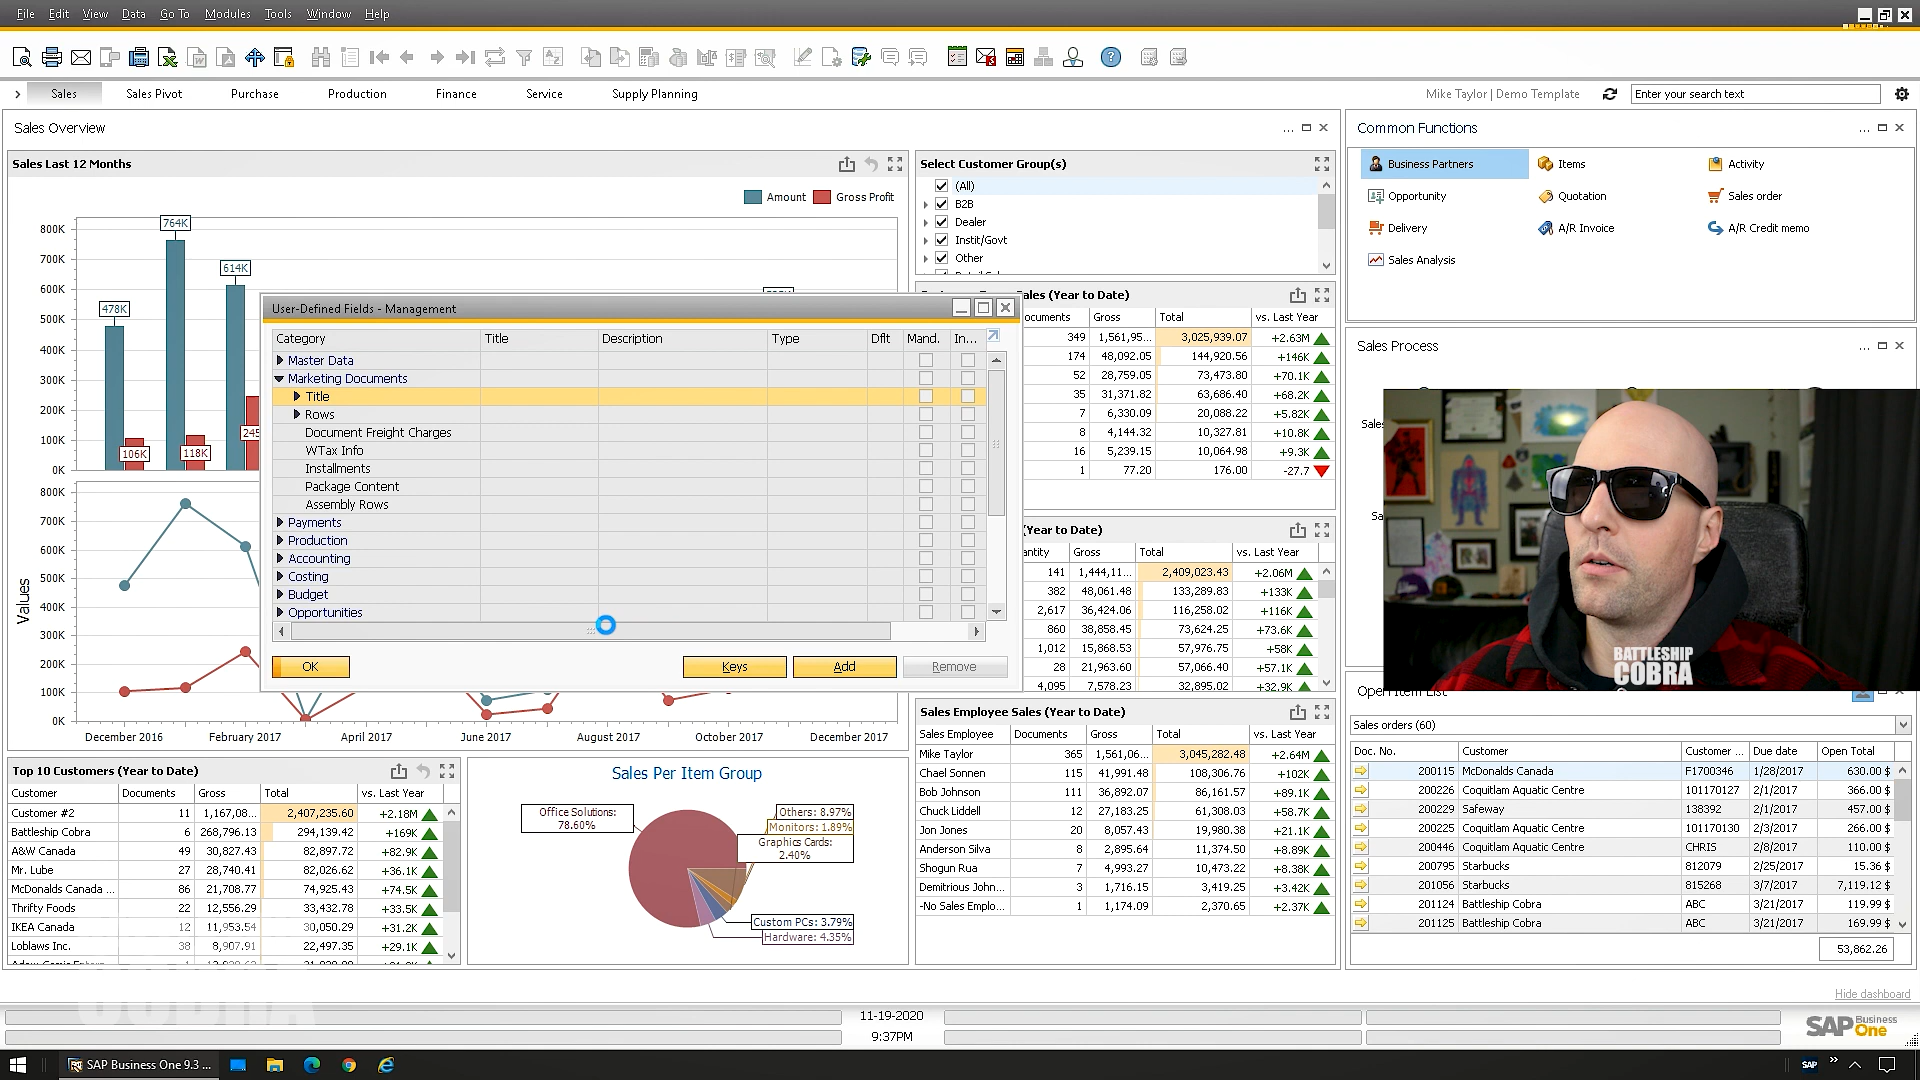 File Edit View Data Go To Modules Tools Window Help
Sales Sales Pivot Purchase Production Finance Service Supply Planning
Mike Taylor | Demo Template
Enter your search text
Sales Overview
Sales Last 12 Months
Amount Gross Profit
800K
700K
600K
500K
400K
300K
200K
100K
0K
478K
764K
614K
106K
118K
245
800K
700K
600K
500K
400K
300K
200K
100K
0K
Values
December 2016 February 2017 April 2017 June 2017 August 2017 October 2017 December 2017
User-Defined Fields - Management
Category Title Description Type Dflt Mand. In...
Master Data
Marketing Documents
Title
Rows
Document Freight Charges
WTax Info
Installments
Package Content
Assembly Rows
Payments
Production
Accounting
Costing
Budget
Opportunities
OK Keys Add Remove
Select Customer Group(s)
(All)
B2B
Dealer
Instit/Govt
Other
Sales (Year to Date)
ocuments Gross Total vs. Last Year
349 1,561,95... 3,025,939.07 +2.63M
174 48,092.05 144,920.56 +146K
52 28,759.05 73,473.80 +70.1K
35 31,371.82 63,686.40 +68.2K
7 6,330.09 20,088.22 +5.82K
8 4,144.32 10,327.81 +10.8K
16 5,239.15 10,064.98 +9.3K
1 77.20 176.00 -27.7
(Year to Date)
antity Gross Total vs. Last Year
141 1,444,11... 2,409,023.43 +2.06M
382 48,061.48 133,289.83 +133K
2,617 36,424.06 116,258.02 +116K
860 38,858.45 73,624.25 +73.6K
1,012 15,868.53 57,976.75 +58K
28 21,963.60 57,066.40 +57.1K
4,095 7,578.23 32,895.02 +32.9K
Sales Employee Sales (Year to Date)
Sales Employee Documents Gross Total vs. Last Year
Mike Taylor 365 1,561,06... 3,045,282.48 +2.64M
Chael Sonnen 115 41,991.48 108,306.76 +102K
Bob Johnson 111 36,892.07 86,161.57 +89.1K
Chuck Liddell 12 27,183.25 61,308.03 +58.7K
Jon Jones 20 8,057.43 19,980.38 +21.1K
Anderson Silva 8 2,895.64 11,374.50 +8.89K
Shogun Rua 7 4,993.27 10,473.22 +8.38K
Demitrious John... 3 1,716.15 3,419.25 +3.42K
-No Sales Emplo... 1 1,174.09 2,370.65 +2.37K
Top 10 Customers (Year to Date)
Customer Documents Gross Total vs. Last Year
Customer #2 11 1,167,08... 2,407,235.60 +2.18M
Battleship Cobra 6 268,796.13 294,139.42 +169K
A&W Canada 49 30,827.43 82,897.72 +82.9K
Mr. Lube 27 28,740.41 82,026.62 +36.1K
McDonalds Canada ... 86 21,708.77 74,925.43 +74.5K
Thrifty Foods 22 12,556.29 33,432.78 +33.5K
IKEA Canada 12 11,953.54 30,050.29 +31.2K
Loblaws Inc. 38 8,907.91 22,497.35 +29.1K
Sales Per Item Group
Office Solutions: 78.60%
Others: 8.97%
Monitors: 1.89%
Graphics Cards: 2.40%
Custom PCs: 3.79%
Hardware: 4.35%
Common Functions
Business Partners Items Activity
Opportunity Quotation Sales order
Delivery A/R Invoice A/R Credit memo
Sales Analysis
Sales Process
Sales
Sa
BATTLESHIP
COBRA
Open Item List
Sales orders (60)
Doc. No. Customer Customer ... Due date Open Total
200115 McDonalds Canada F1700346 1/28/2017 630.00 $
200226 Coquitlam Aquatic Centre 101170127 2/1/2017 366.00 $
200229 Safeway 138392 2/1/2017 457.00 $
200225 Coquitlam Aquatic Centre 101170130 2/3/2017 266.00 $
200446 Coquitlam Aquatic Centre CHRIS 2/8/2017 110.00 $
200795 Starbucks 812079 2/25/2017 15.36 $
201056 Starbucks 815268 3/7/2017 7,119.12 $
201124 Battleship Cobra ABC 3/21/2017 119.99 $
201125 Battleship Cobra ABC 3/21/2017 169.99 $
53,862.26
Hide dashboard
11-19-2020
9:37PM
SAP Business One
SAP Business One 9.3 ...
SAP